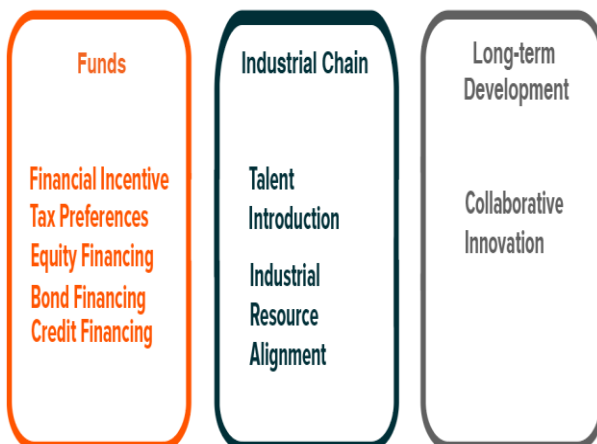 Funds
Financial Incentive
Tax Preferences
Equity Financing
Bond Financing
Credit Financing
Industrial Chain
Talent
Introduction
Industrial
Resource
Alignment
Long-term
Development
Collaborative
Innovation